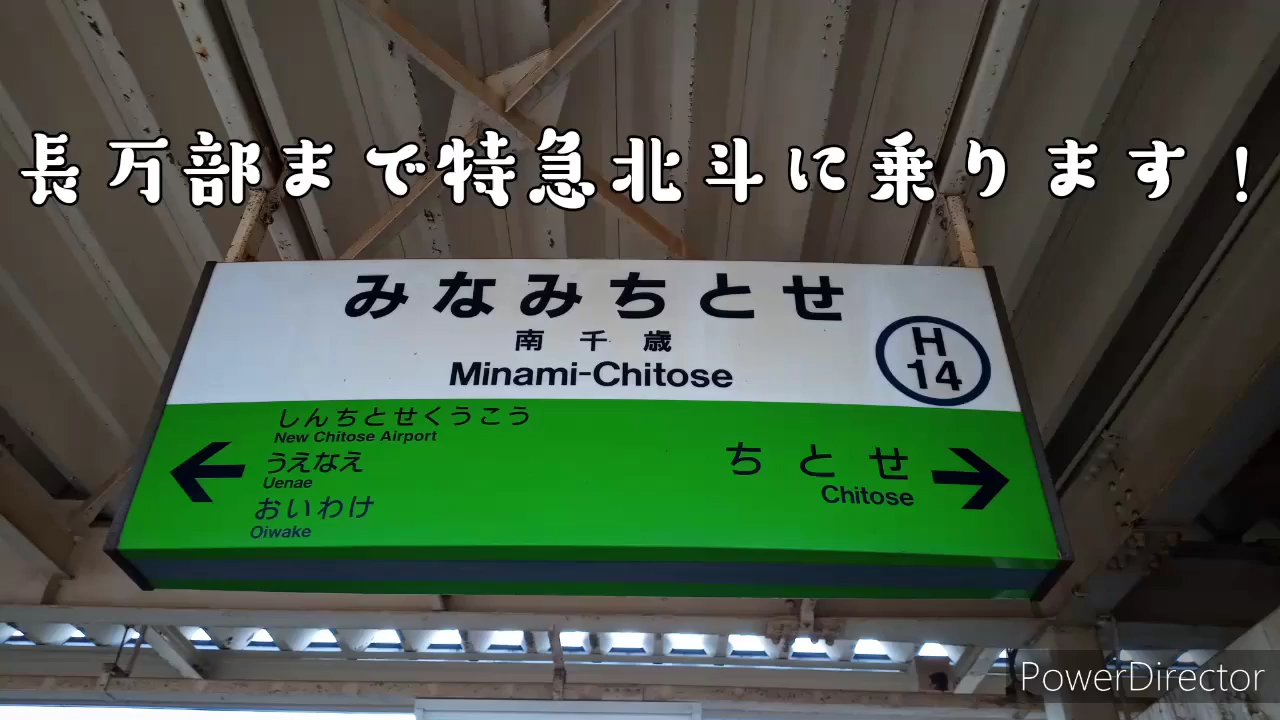 長万部まで特急北斗に乗ります！
みなみちとせ
南千歳
Minami-Chitose
H
14
しんちとせくうこう
New Chitose Airport
うえなえ
Uenae
おいわけ
Oiwake
ちとせ
Chitose
PowerDirector